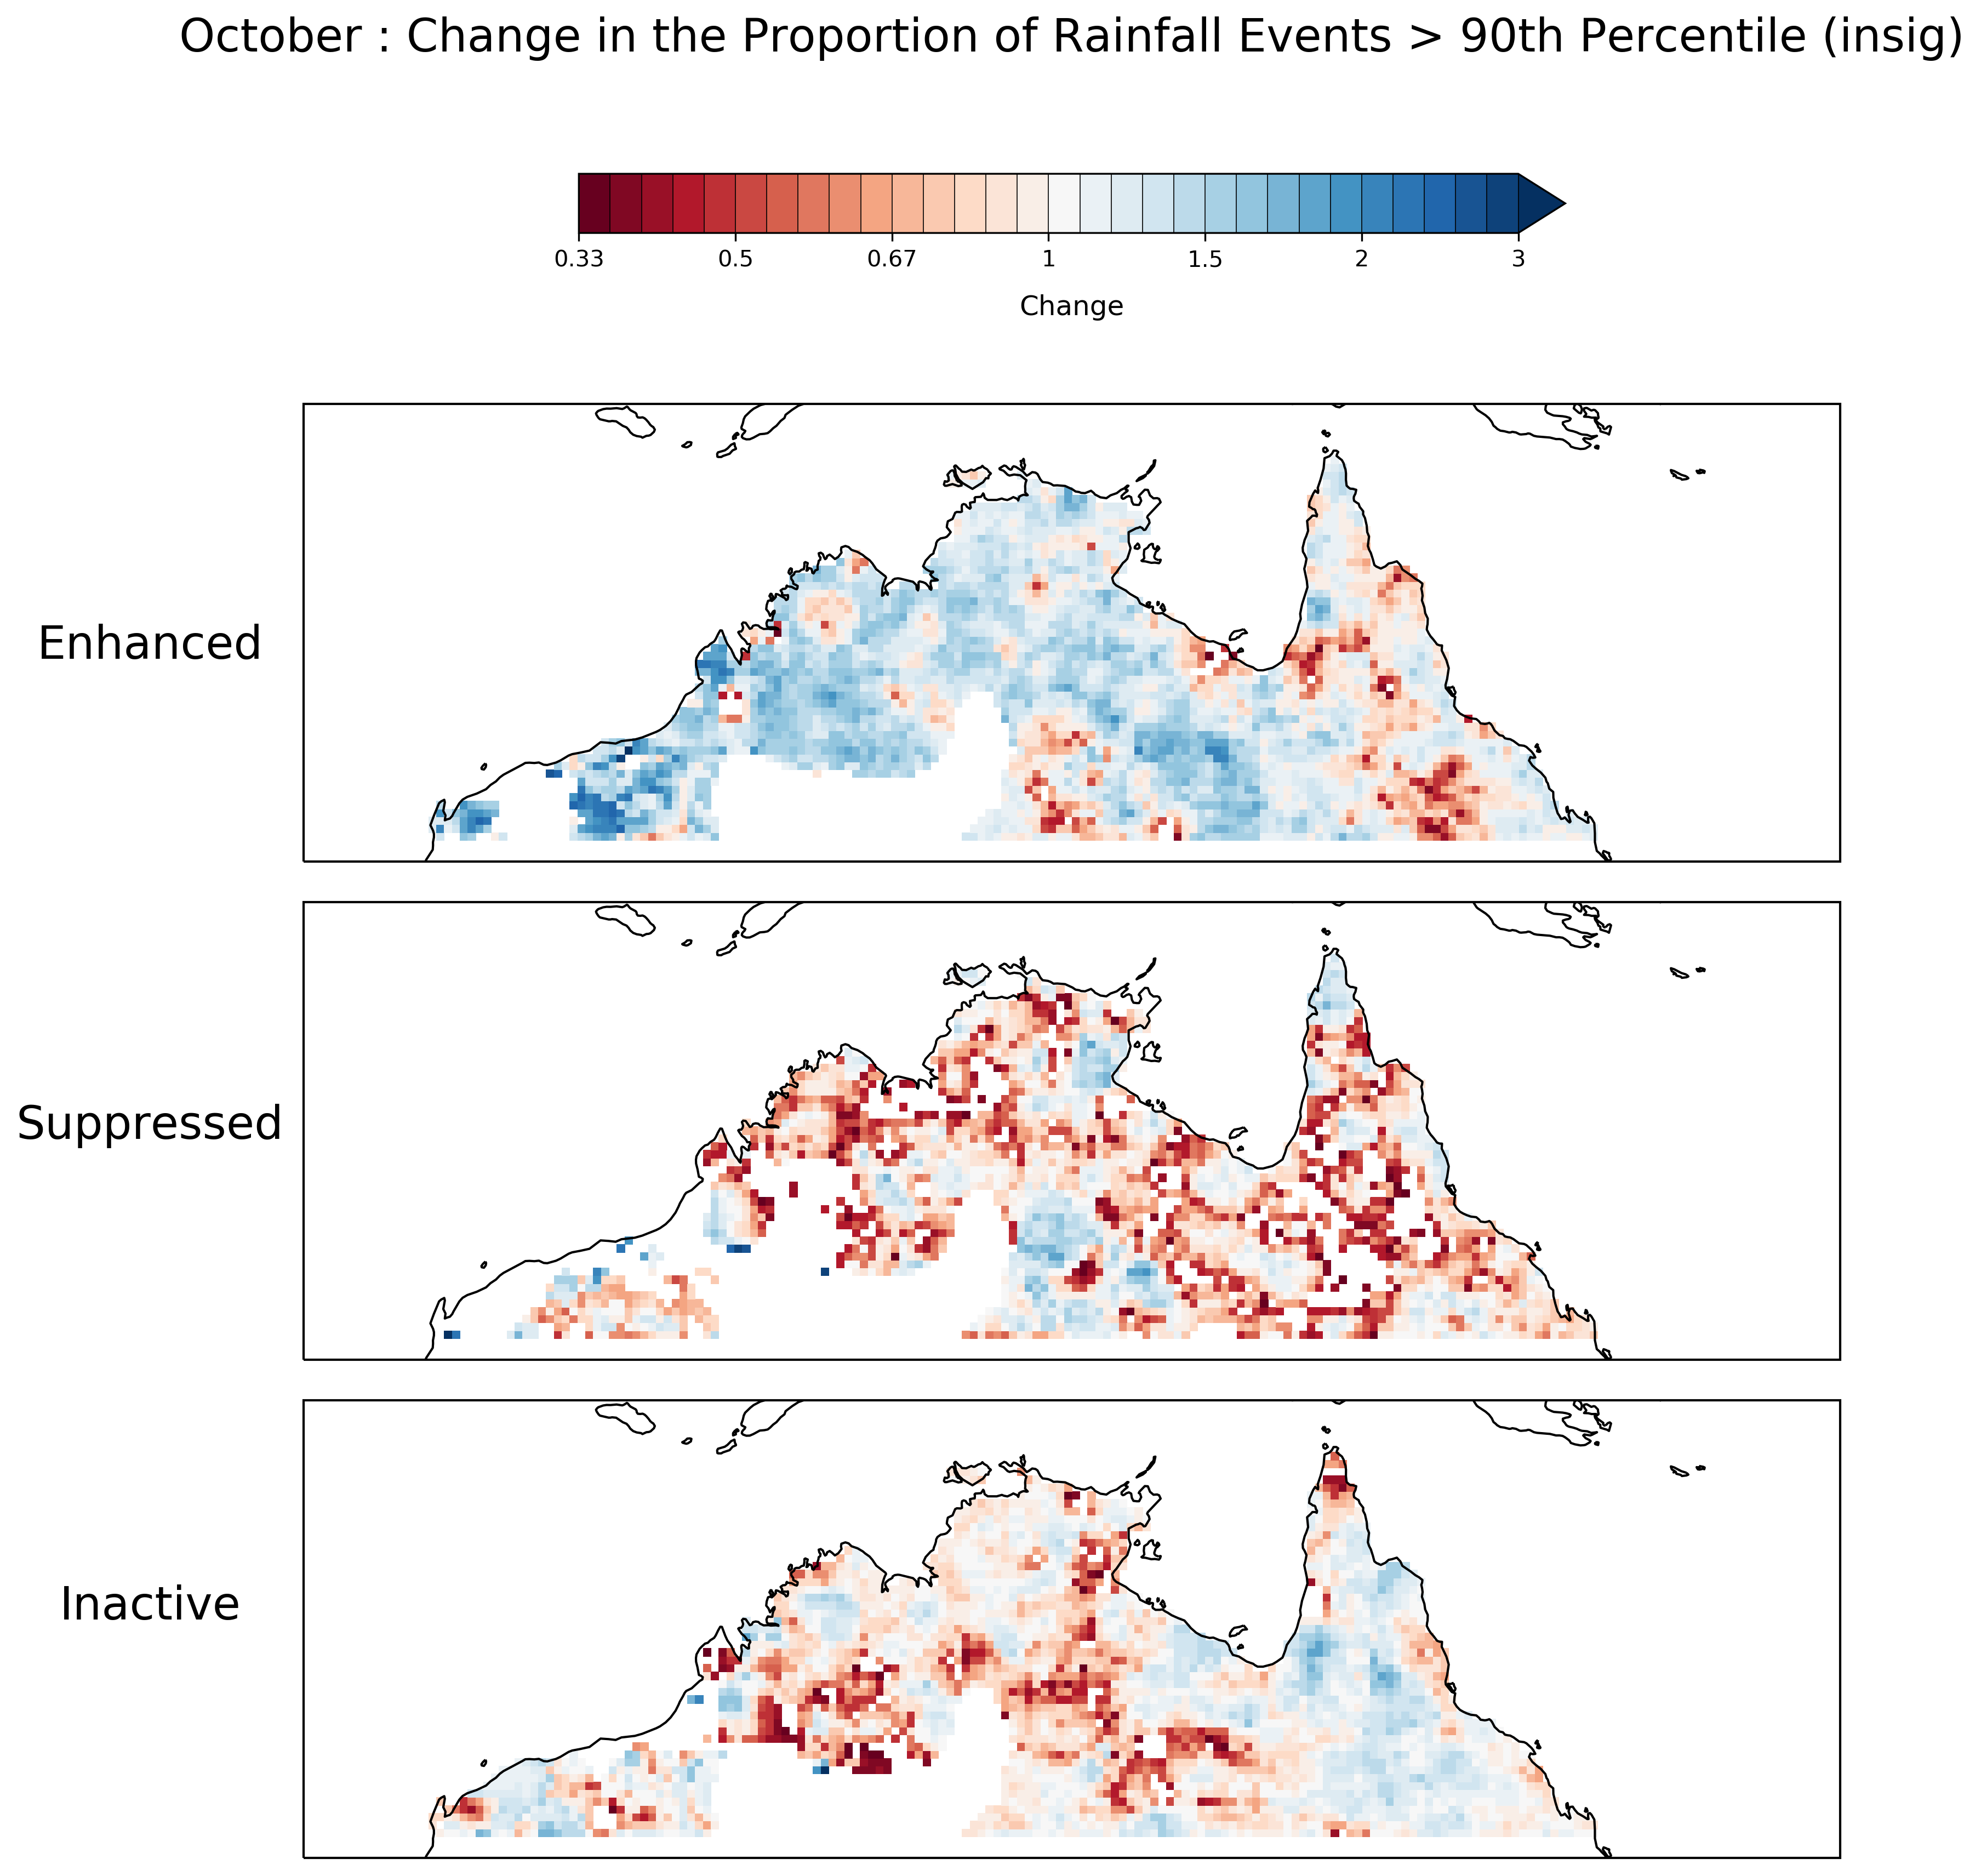 October : Change in the Proportion of Rainfall Events > 90th Percentile (insig)
0.33 0.5 0.67 1 1.5 2 3
Change
Enhanced
Suppressed
Inactive